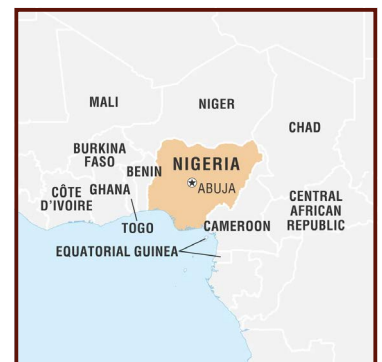 MALI
NIGER
CHAD
BURKINA
FASO
BENIN
NIGERIA
ABUJA
CÔTE
D'IVOIRE
GHANA
TOGO
CAMEROON
CENTRAL
AFRICAN
REPUBLIC
EQUATORIAL GUINEA